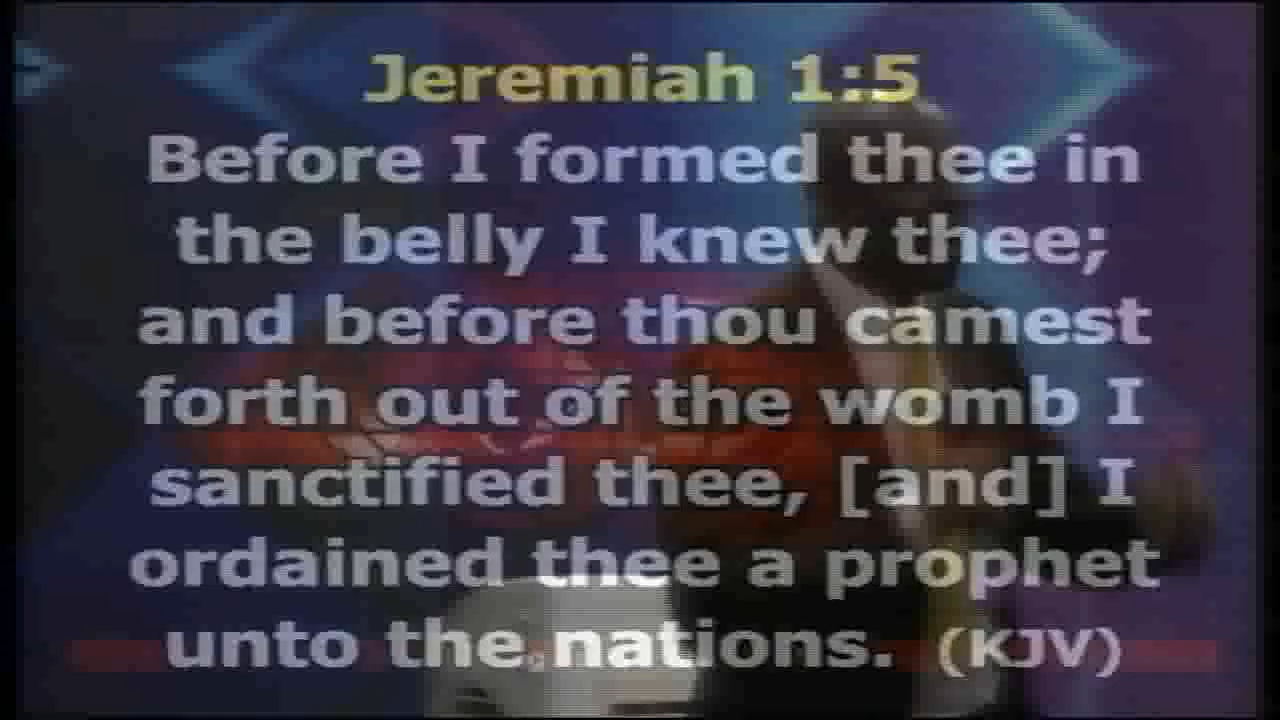 Jeremiah 1:5
Before I formed thee in
the belly I knew thee;
and before thou camest
forth out of the womb I
sanctified thee, [and] I
ordained thee a prophet
unto the nations. (KJV)